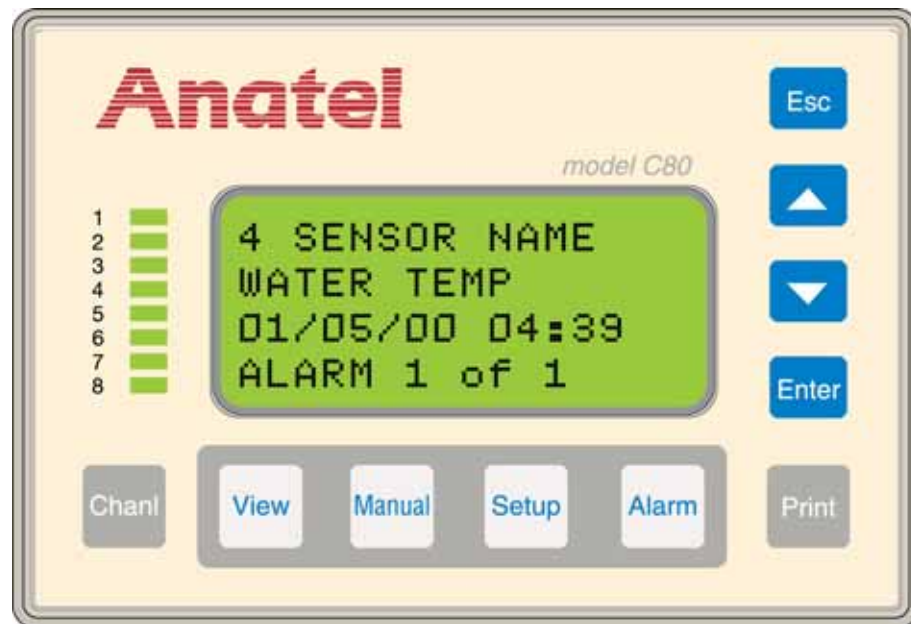 Anatel
model C80
Esc
1
2
3
4
5
6
7
8
4 SENSOR NAME
WATER TEMP
01/05/00 04:39
ALARM 1 of 1
Enter
Chanl
View
Manual
Setup
Alarm
Print